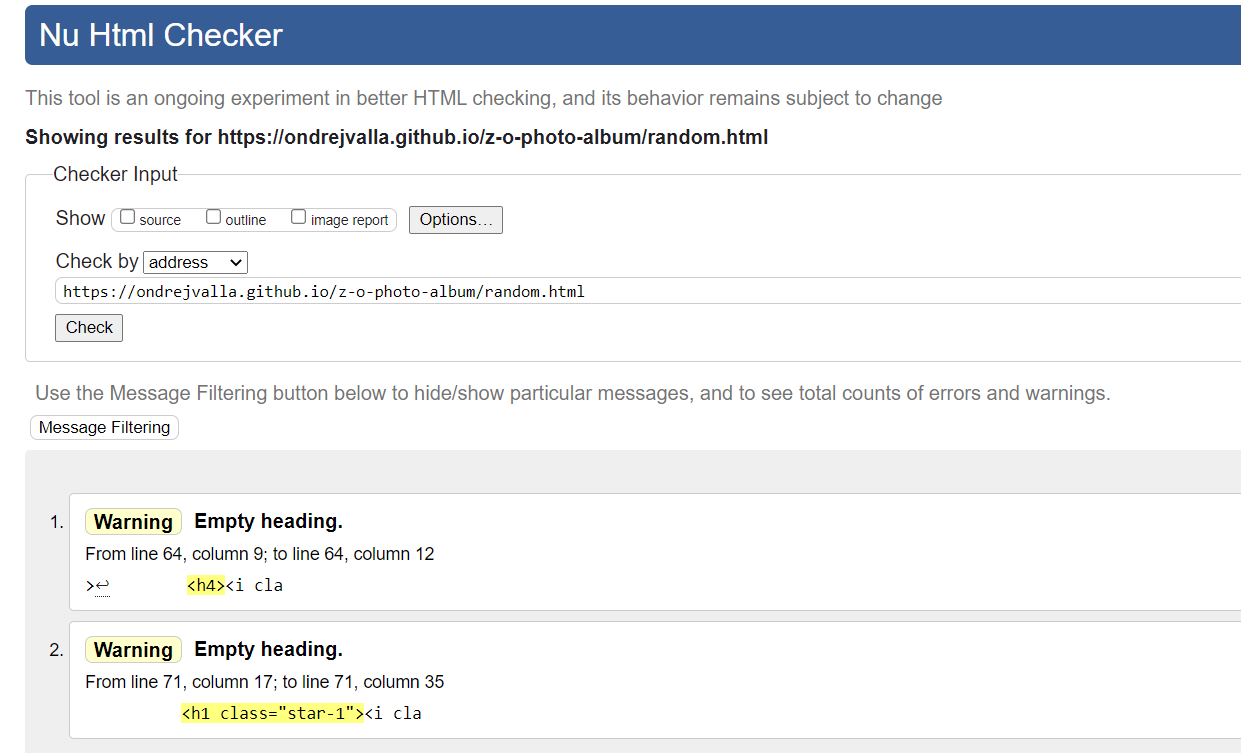 Nu Html Checker
This tool is an ongoing experiment in better HTML checking, and its behavior remains subject to change
Showing results for https://ondrejvalla.github.io/z-o-photo-album/random.html
Checker Input
Show source outline image report Options…
Check by address
https://ondrejvalla.github.io/z-o-photo-album/random.html
Check
Use the Message Filtering button below to hide/show particular messages, and to see total counts of errors and warnings.
Message Filtering
1. Warning Empty heading.
From line 64, column 9; to line 64, column 12
>↩ <h4><i cla
2. Warning Empty heading.
From line 71, column 17; to line 71, column 35
<h1 class="star-1"><i cla